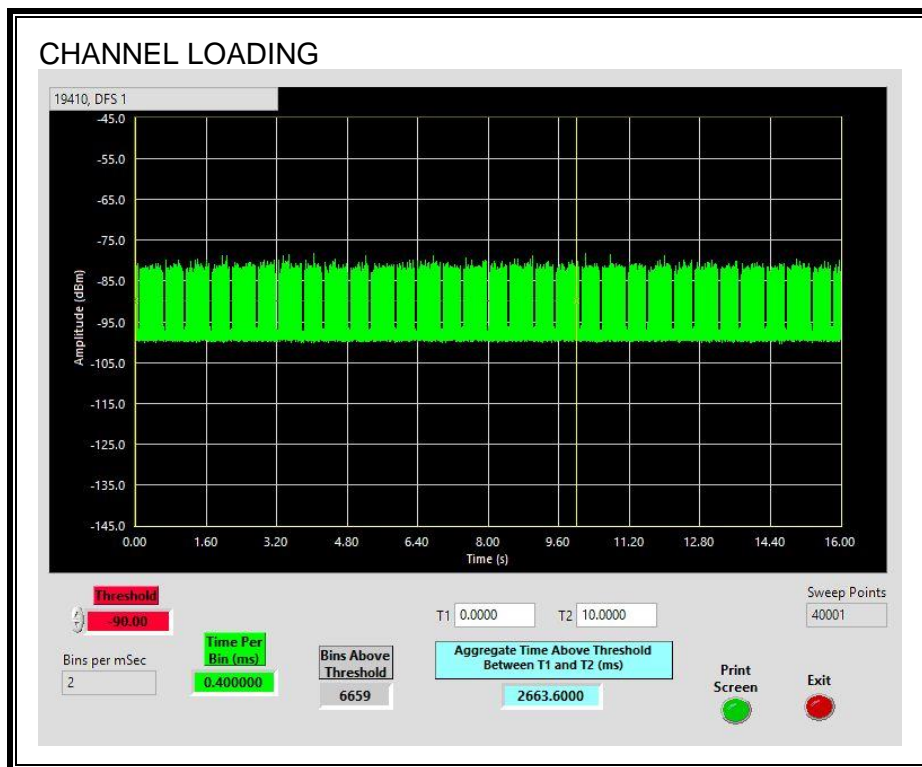 CHANNEL LOADING
19410, DFS 1
-45.0
-55.0
-65.0
-75.0
-85.0
-95.0
-105.0
-115.0
-125.0
-135.0
-145.0
Amplitude (dBm)
0.00 1.60 3.20 4.80 6.40 8.00 9.60 11.20 12.80 14.40 16.00
Time (s)
Threshold
-90.00
Bins per mSec
2
Time Per
Bin (ms)
0.400000
Bins Above
Threshold
6659
T1 0.0000 T2 10.0000
Aggregate Time Above Threshold
Between T1 and T2 (ms)
2663.6000
Sweep Points
40001
Print
Screen
Exit